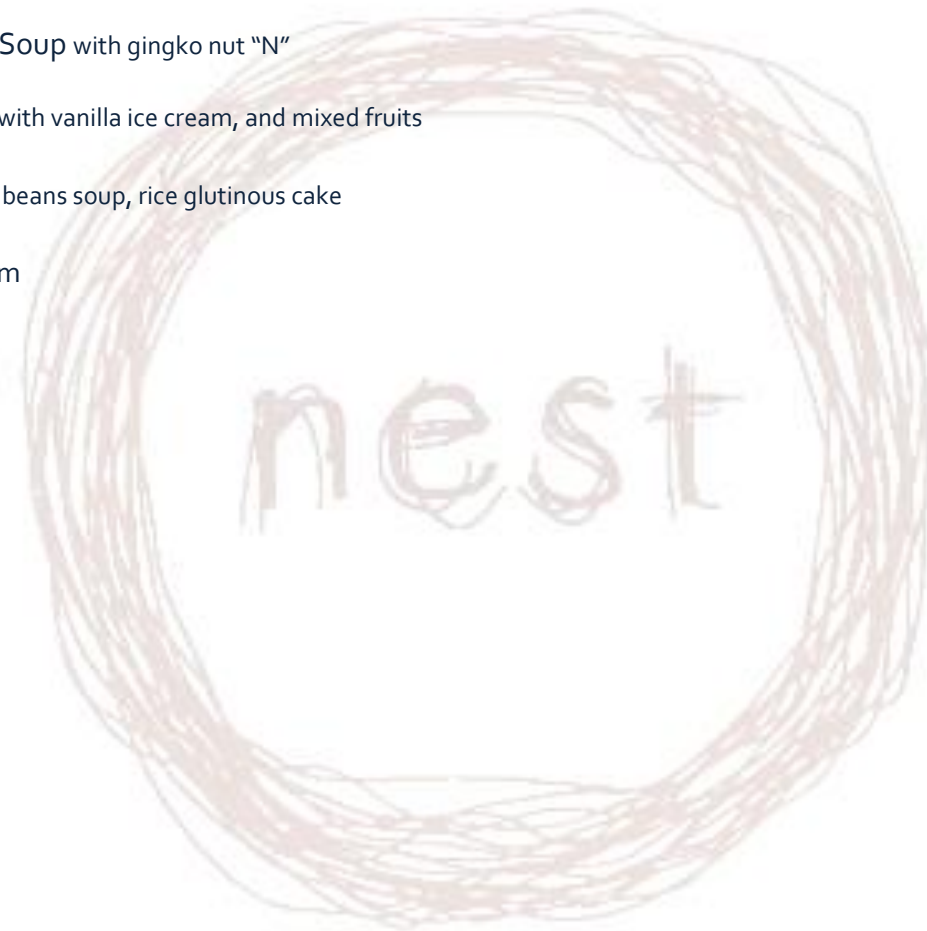 Soup with gingko nut “N”
with vanilla ice cream, and mixed fruits
beans soup, rice glutinous cake
m
nest